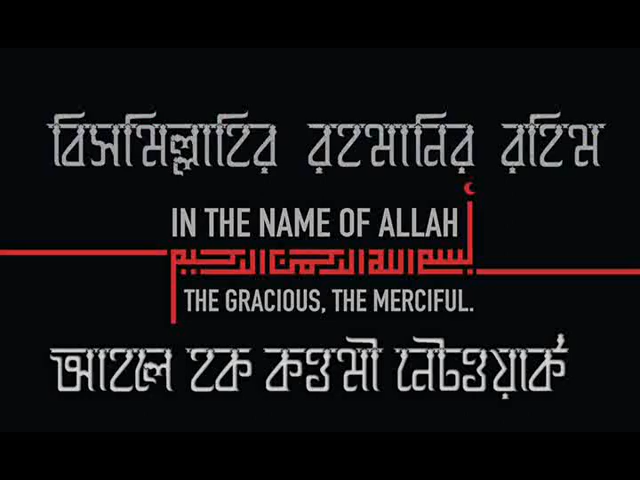 বিসমিল্লাহির রহমানির রহিম
IN THE NAME OF ALLAH
بسم الله الرحمن الرحيم
THE GRACIOUS, THE MERCIFUL.
আহলে হক কওমী নেটওয়ার্ক